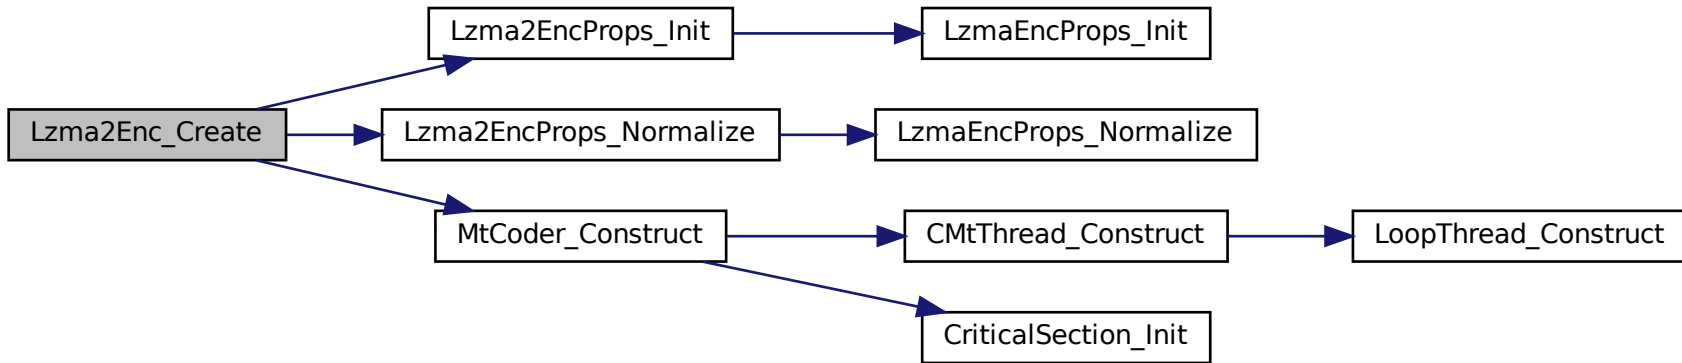 Lzma2EncProps_Init
LzmaEncProps_Init
Lzma2Enc_Create
Lzma2EncProps_Normalize
LzmaEncProps_Normalize
MtCoder_Construct
CMtThread_Construct
LoopThread_Construct
CriticalSection_Init